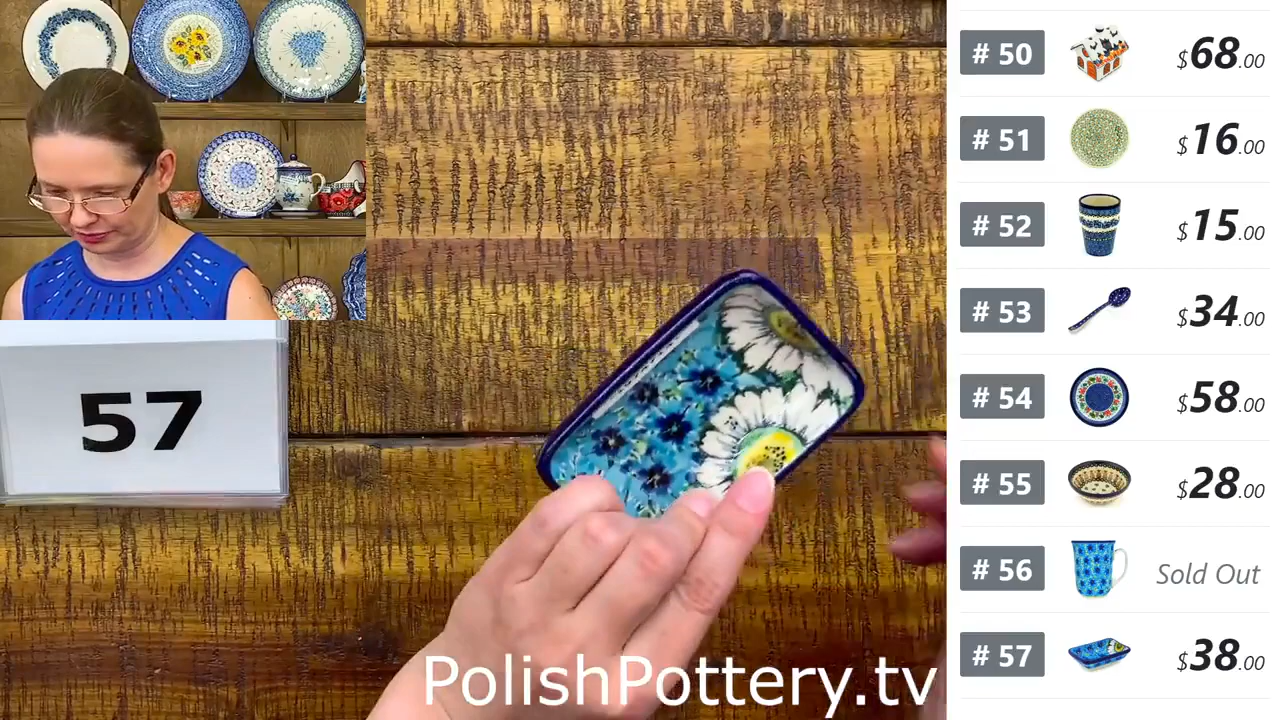 57
PolishPottery.tv
# 50 $68.00
# 51 $16.00
# 52 $15.00
# 53 $34.00
# 54 $58.00
# 55 $28.00
# 56 Sold Out
# 57 $38.00